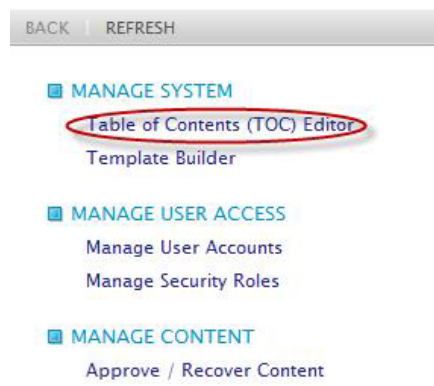 BACK REFRESH
MANAGE SYSTEM
Table of Contents (TOC) Editor
Template Builder
MANAGE USER ACCESS
Manage User Accounts
Manage Security Roles
MANAGE CONTENT
Approve / Recover Content